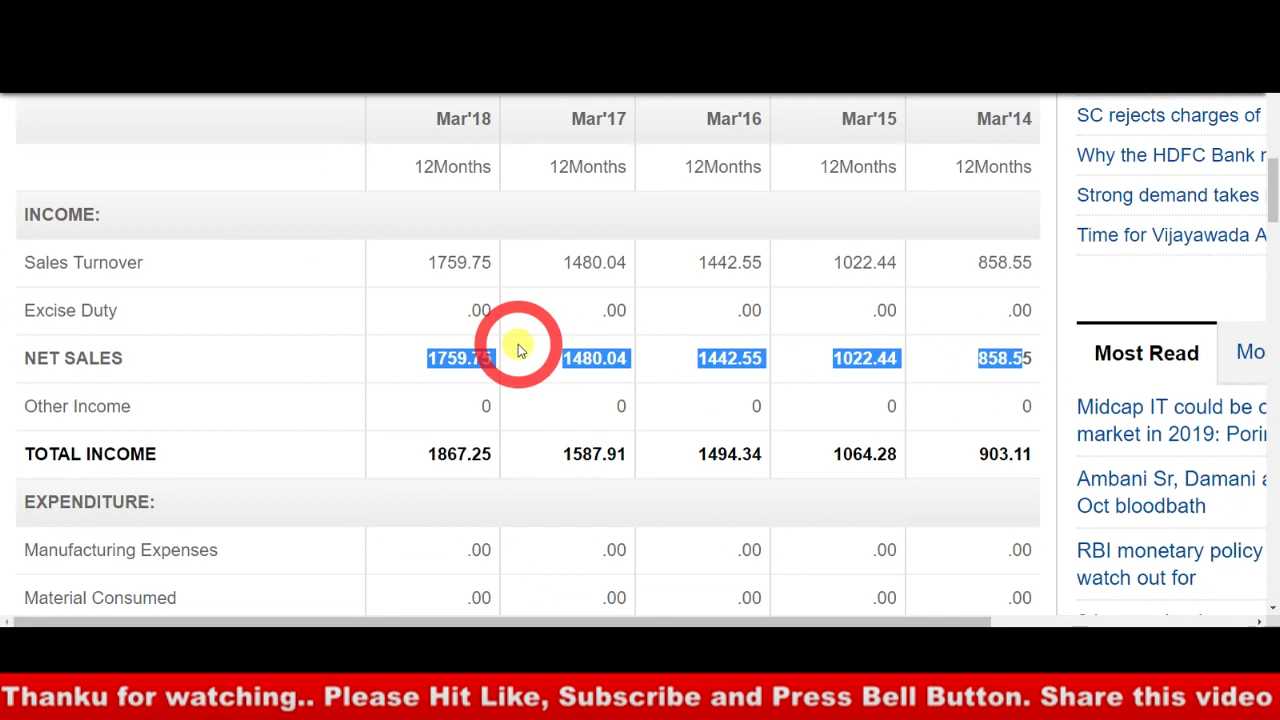 Mar'18 Mar'17 Mar'16 Mar'15 Mar'14
12Months 12Months 12Months 12Months 12Months
INCOME:
Sales Turnover 1759.75 1480.04 1442.55 1022.44 858.55
Excise Duty .00 .00 .00 .00 .00
NET SALES 1759.75 1480.04 1442.55 1022.44 858.55
Other Income 0 0 0 0 0
TOTAL INCOME 1867.25 1587.91 1494.34 1064.28 903.11
EXPENDITURE:
Manufacturing Expenses .00 .00 .00 .00 .00
Material Consumed .00 .00 .00 .00 .00
SC rejects charges of
Why the HDFC Bank r
Strong demand takes
Time for Vijayawada A
Most Read Mo
Midcap IT could be o
market in 2019: Porin
Ambani Sr, Damani a
Oct bloodbath
RBI monetary policy
watch out for
Thanku for watching.. Please Hit Like, Subscribe and Press Bell Button. Share this video